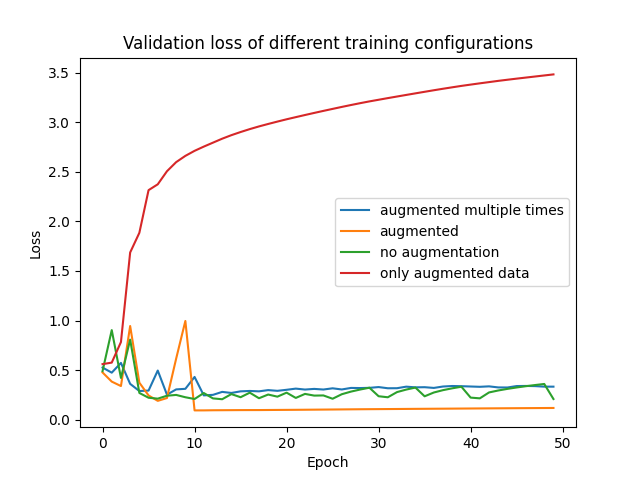 Validation loss of different training configurations
3.5
3.0
2.5
2.0
1.5
1.0
0.5
0.0
Loss
augmented multiple times
augmented
no augmentation
only augmented data
0 10 20 30 40 50
Epoch